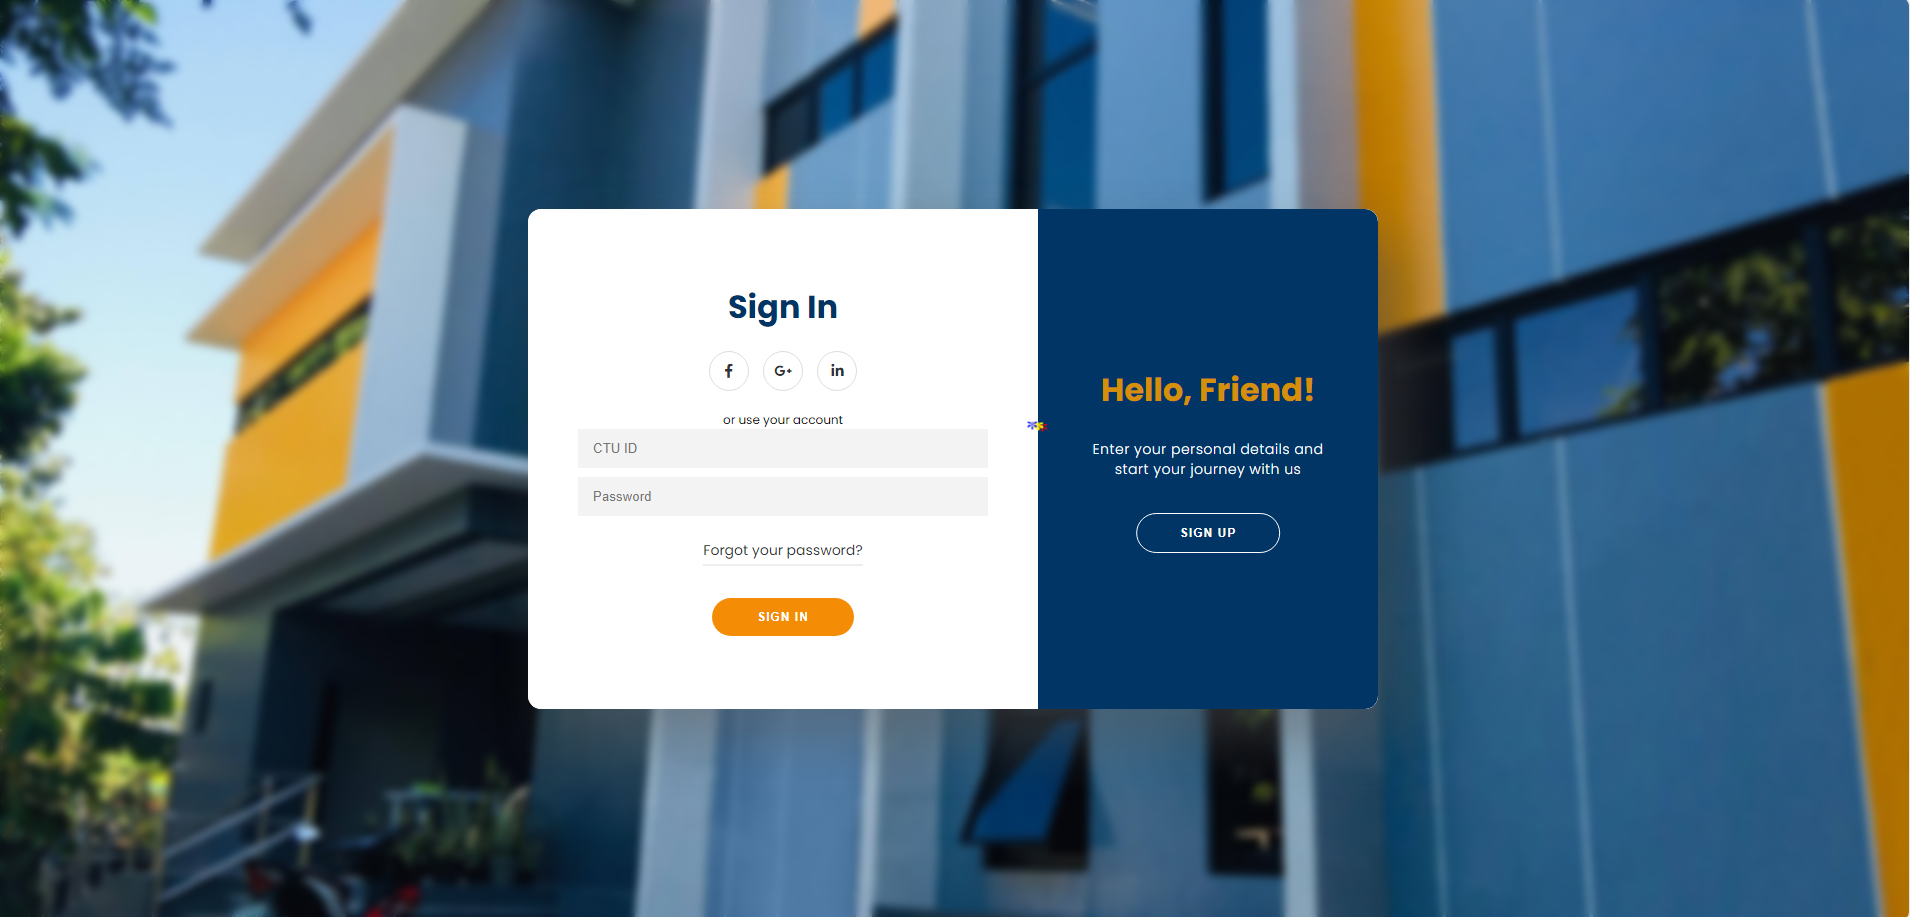 Sign In
or use your account
CTU ID
Password
Forgot your password?
SIGN IN
Hello, Friend!
Enter your personal details and
start your journey with us
SIGN UP